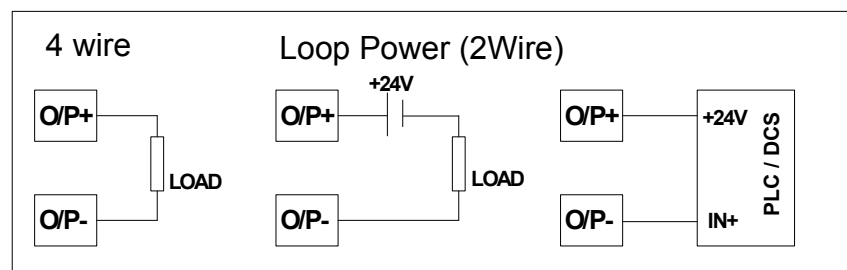 4 wire
O/P+
O/P-
LOAD
Loop Power (2Wire)
+24V
O/P+
O/P-
LOAD
O/P+
O/P-
+24V
IN+
PLC / DCS